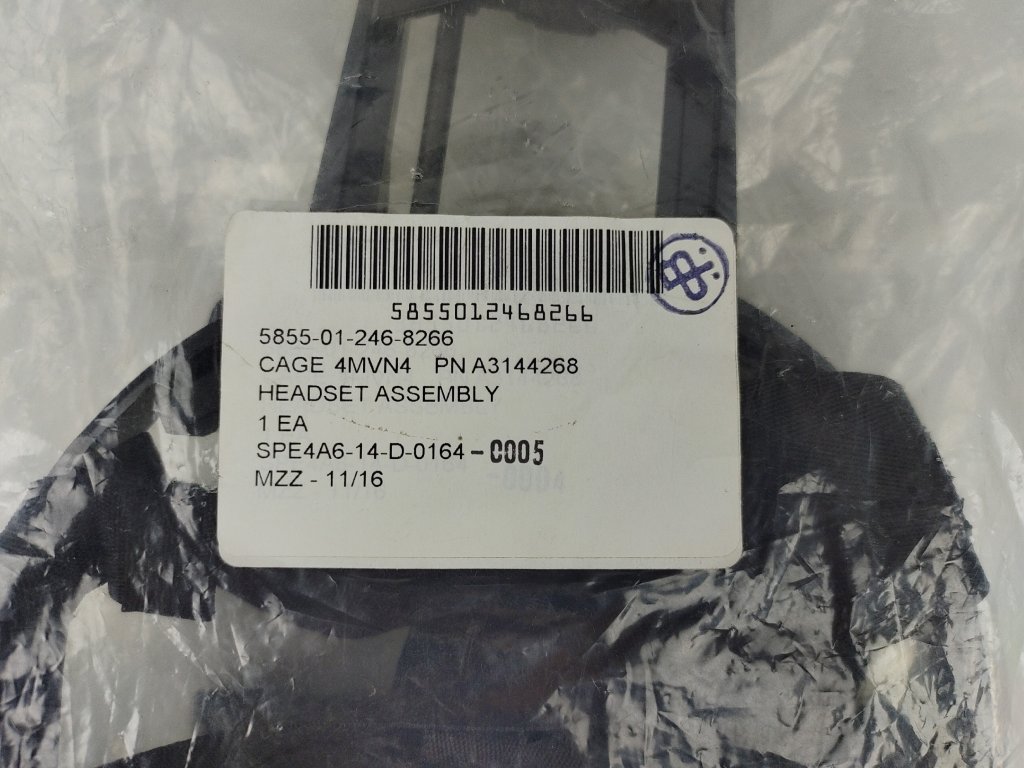 5855012468266
5855-01-246-8266
CAGE 4MVN4 PN A3144268
HEADSET ASSEMBLY
1 EA
SPE4A6-14-D-0164-0005
MZZ - 11/16